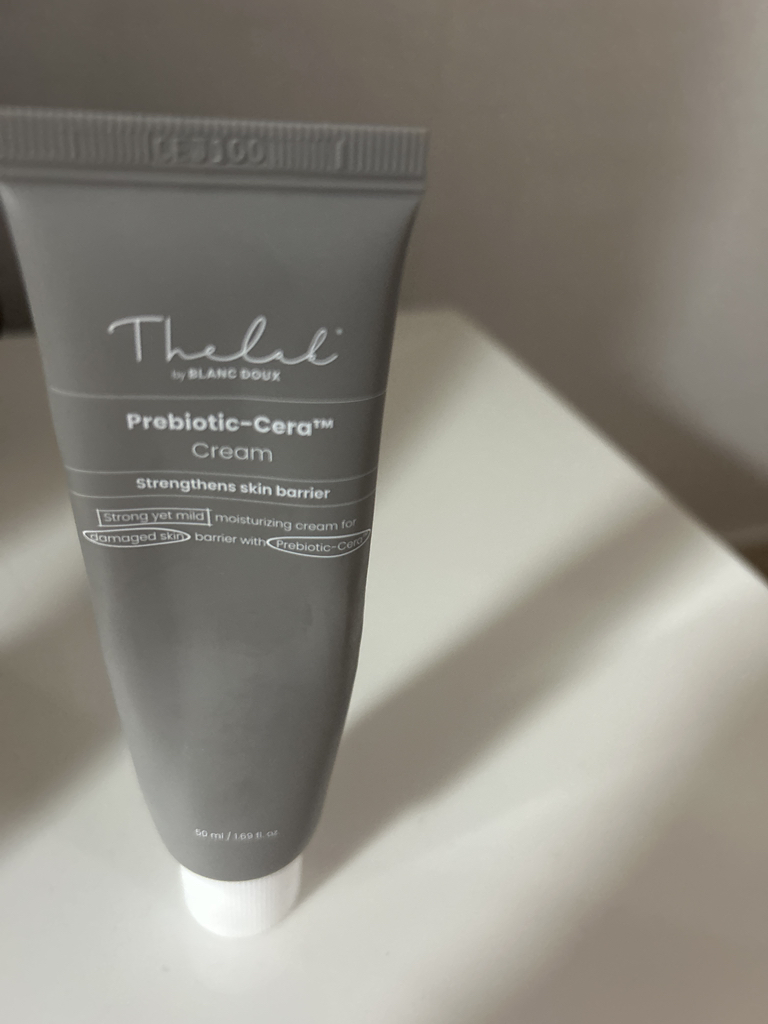 Thelab°
by BLANC DOUX
Prebiotic-Cera™
Cream
Strengthens skin barrier
Strong yet mild moisturizing cream for
damaged skin barrier with Prebiotic-Cera
50 ml / 1.69 fl. oz